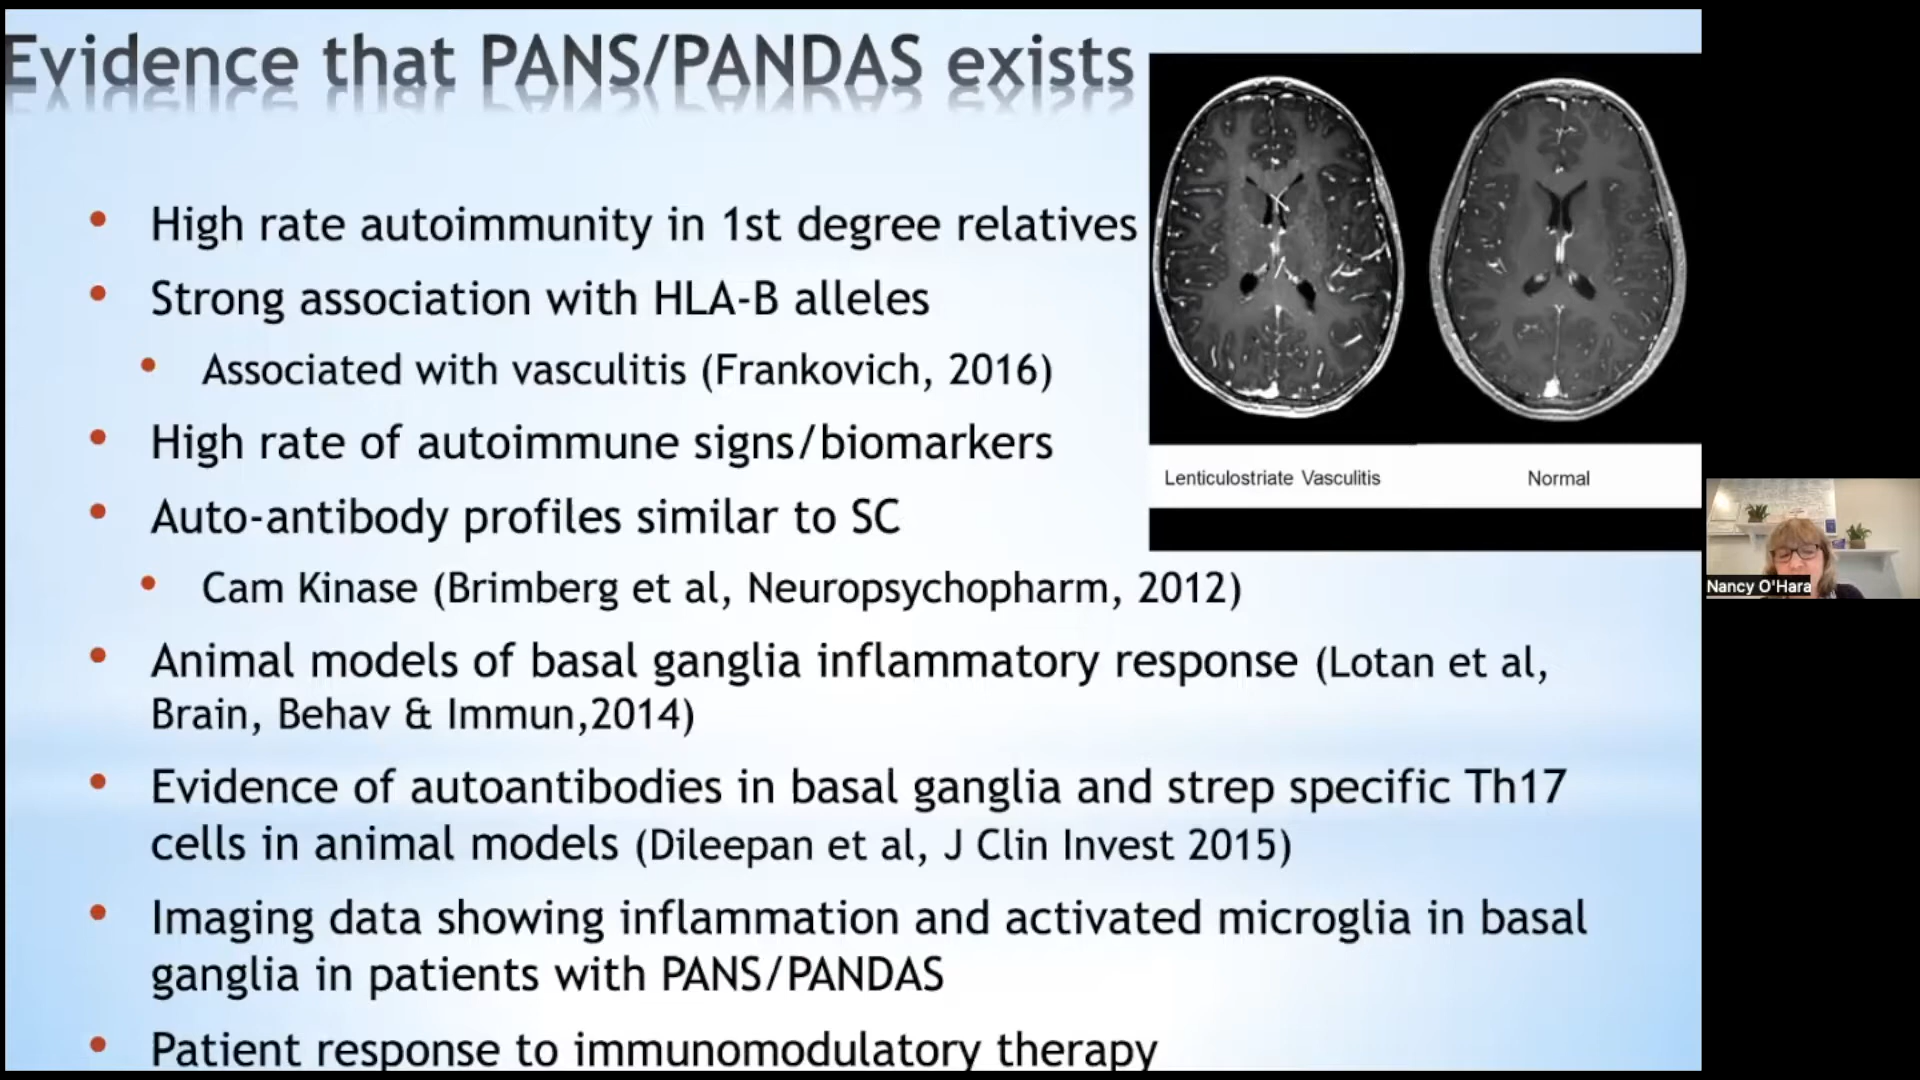 Evidence that PANS/PANDAS exists
High rate autoimmunity in 1st degree relatives
Strong association with HLA-B alleles
Associated with vasculitis (Frankovich, 2016)
High rate of autoimmune signs/biomarkers
Auto-antibody profiles similar to SC
Cam Kinase (Brimberg et al, Neuropsychopharm, 2012)
Animal models of basal ganglia inflammatory response (Lotan et al,
Brain, Behav & Immun,2014)
Evidence of autoantibodies in basal ganglia and strep specific Th17
cells in animal models (Dileepan et al, J Clin Invest 2015)
Imaging data showing inflammation and activated microglia in basal
ganglia in patients with PANS/PANDAS
Patient response to immunomodulatory therapy
Lenticulostriate Vasculitis
Normal
Nancy O'Hara